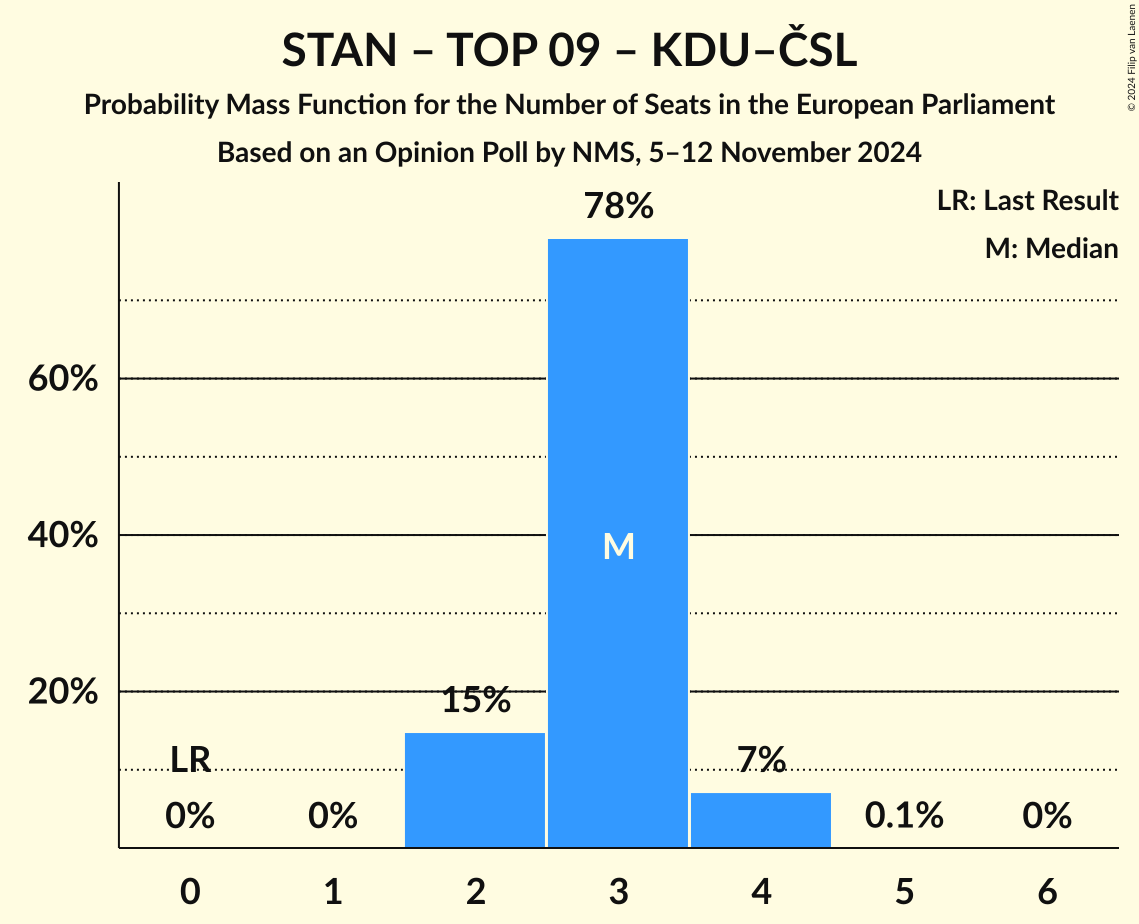 STAN – TOP 09 – KDU–ČSL
Probability Mass Function for the Number of Seats in the European Parliament
Based on an Opinion Poll by NMS, 5–12 November 2024
© 2024 Filip van Laenen
LR: Last Result
M: Median
78%
60%
40%
M
20%
15%
LR
7%
0%
0%
0.1%
0%
0
1
2
3
4
5
6